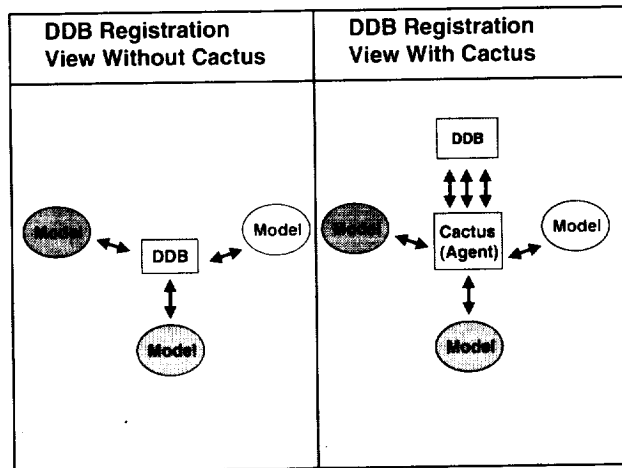 DDB Registration
View Without Cactus
DDB Registration
View With Cactus
Model
DDB
Model
Model
DDB
Model
Cactus
(Agent)
Model
Model